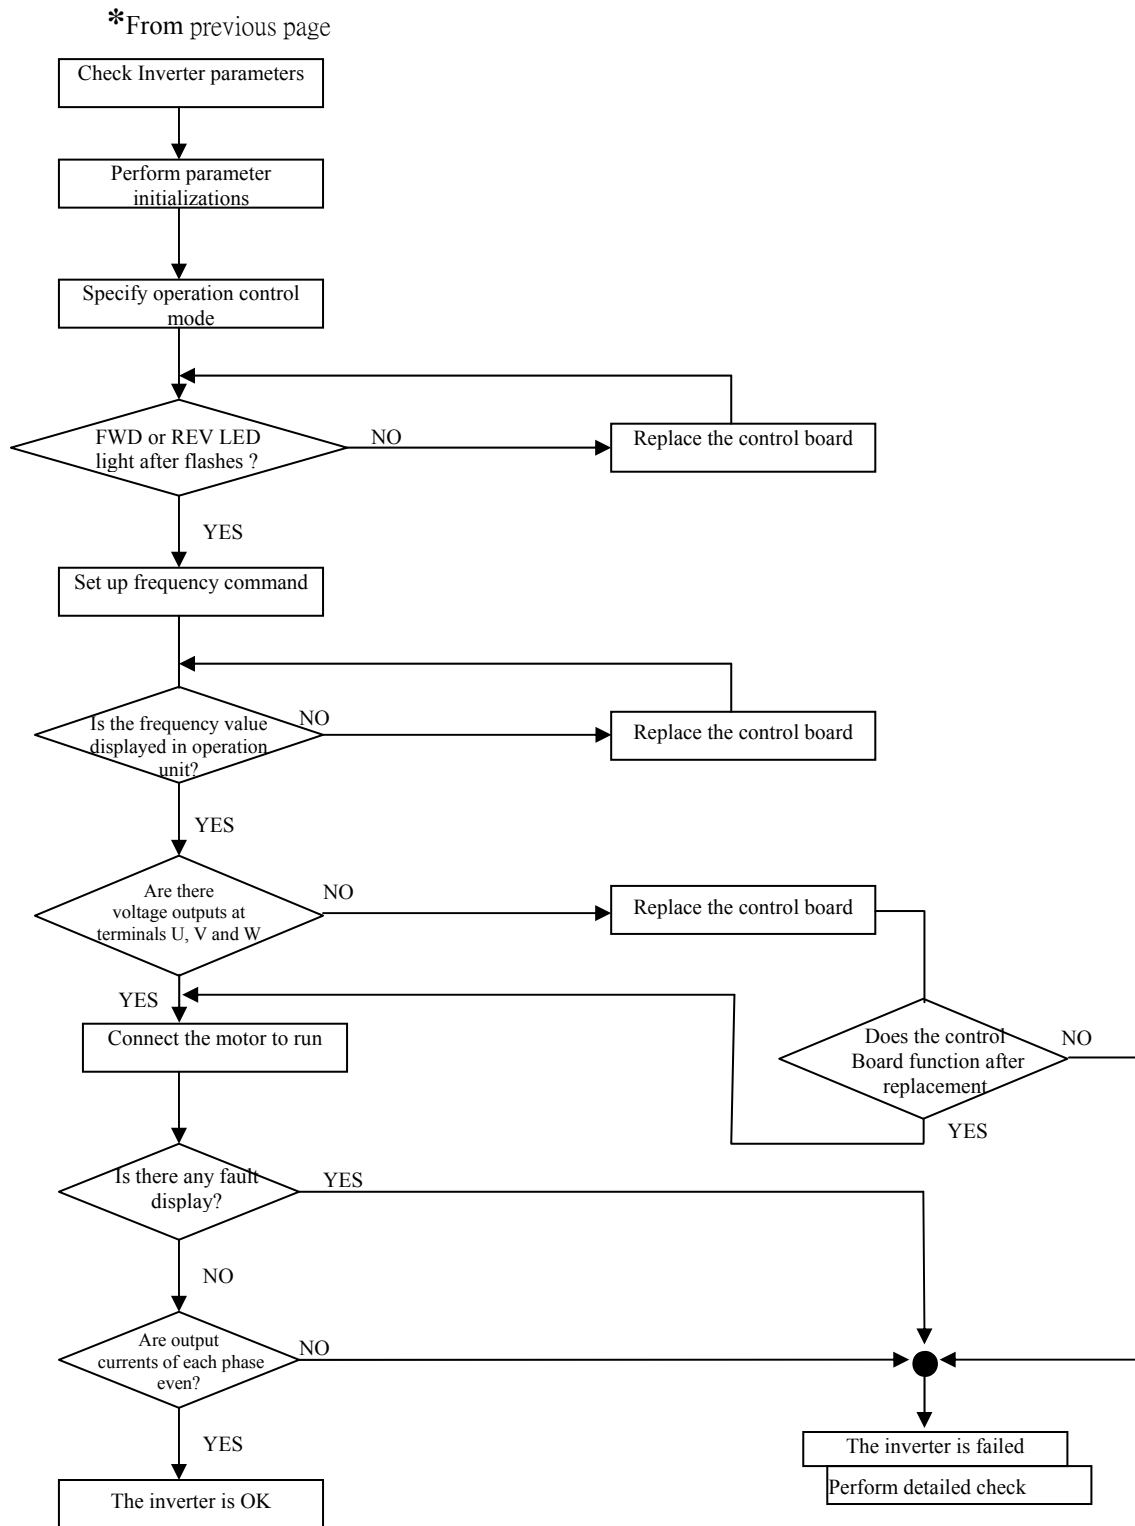 *From previous page
Check Inverter parameters
Perform parameter
initializations
Specify operation control
mode
FWD or REV LED
light after flashes ?
NO
Replace the control board
YES
Set up frequency command
Is the frequency value
displayed in operation
unit?
NO
Replace the control board
YES
Are there
voltage outputs at
terminals U, V and W
NO
Replace the control board
YES
Connect the motor to run
Does the control
Board function after
replacement
NO
YES
Is there any fault
display?
YES
NO
Are output
currents of each phase
even?
NO
YES
The inverter is failed
Perform detailed check
The inverter is OK